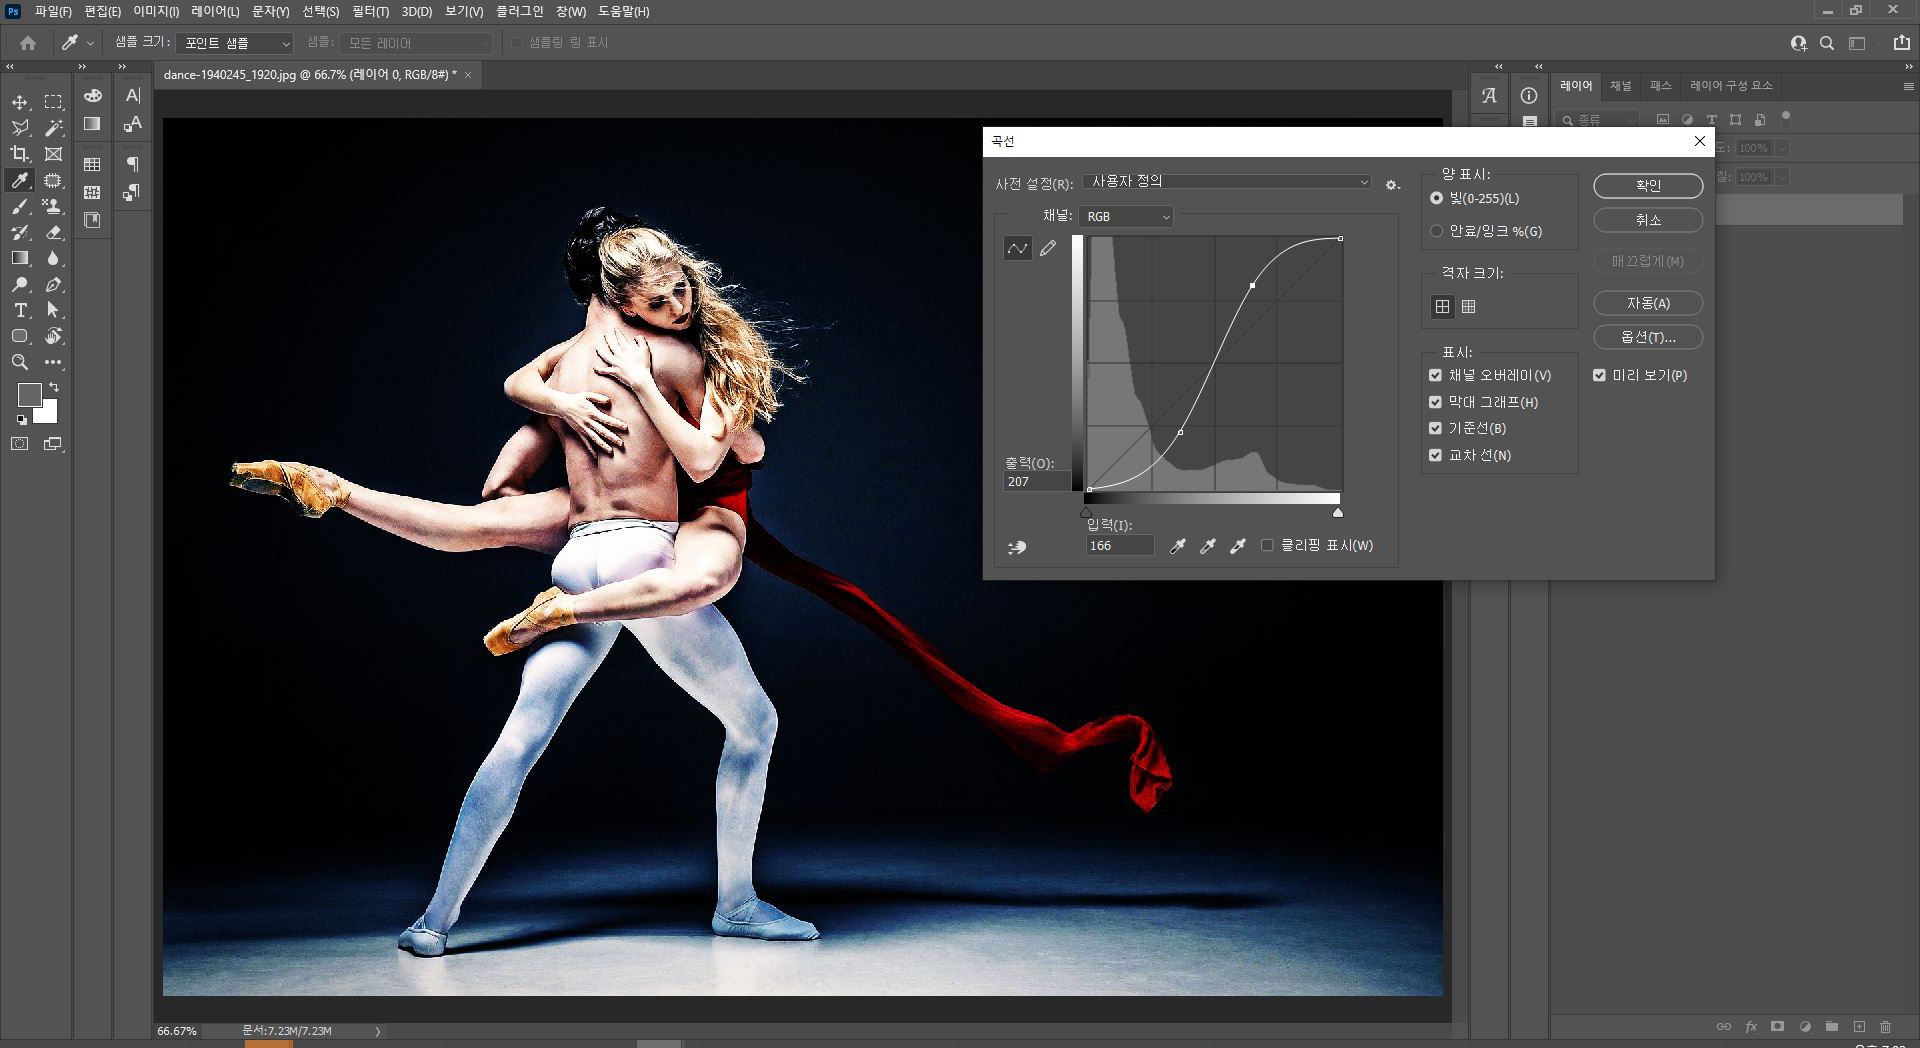 Ps 파일(F) 편집(E) 이미지(I) 레이어(L) 문자(Y) 선택(S) 필터(T) 3D(D) 보기(V) 플러그인 창(W) 도움말(H)
샘플 크기: 포인트 샘플 샘플: 모든 레이어 샘플링 링 표시
dance-1940245_1920.jpg @ 66.7% (레이어 0, RGB/8#) * ×
레이어 채널 패스 레이어 구성 요소
종류
곡선
도: 100%
칠: 100%
사전 설정(R): 사용자 정의
채널: RGB
출력(O):
207
입력(I):
166
클리핑 표시(W)
양 표시:
빛(0-255)(L)
안료/잉크 %(G)
격자 크기:
표시:
채널 오버레이(V)
막대 그래프(H)
기준선(B)
교차 선(N)
확인
취소
매끄럽게(M)
자동(A)
옵션(T)...
미리 보기(P)
66.67% 문서:7.23M/7.23M